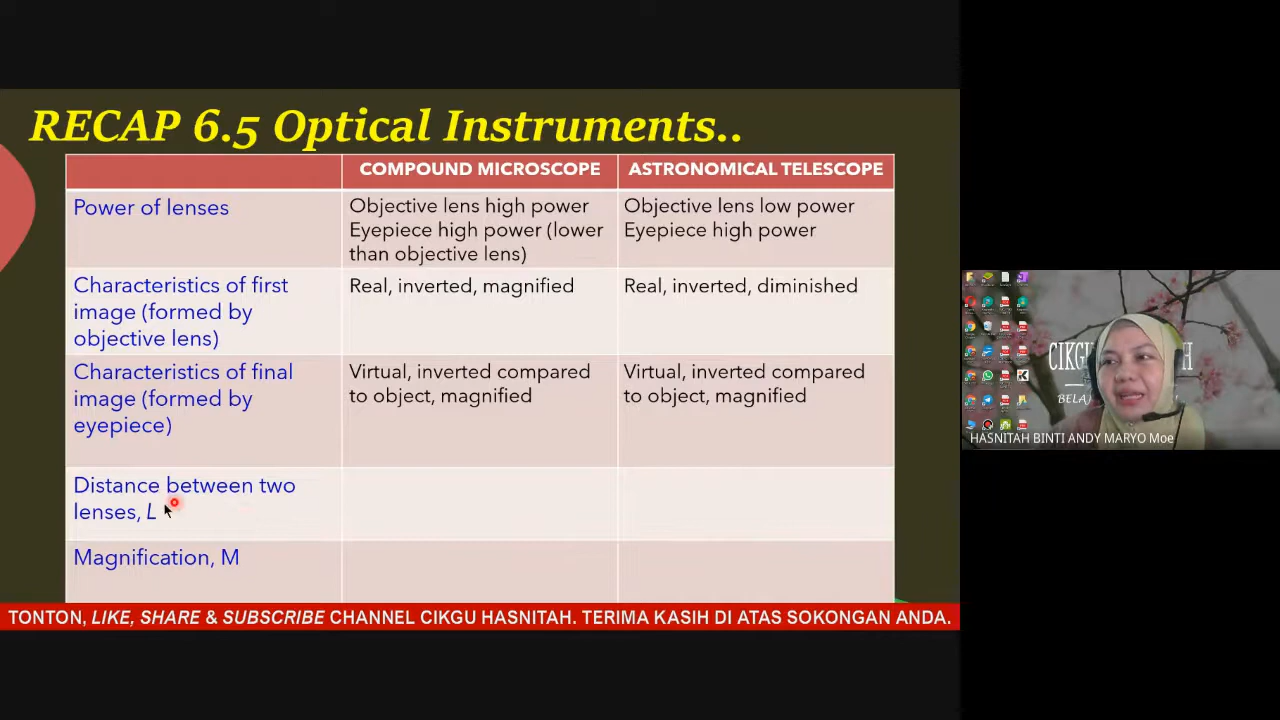 RECAP 6.5 Optical Instruments..
COMPOUND MICROSCOPE
ASTRONOMICAL TELESCOPE
Power of lenses
Objective lens high power
Eyepiece high power (lower
than objective lens)
Objective lens low power
Eyepiece high power
Characteristics of first
image (formed by
objective lens)
Real, inverted, magnified
Real, inverted, diminished
Characteristics of final
image (formed by
eyepiece)
Virtual, inverted compared
to object, magnified
Virtual, inverted compared
to object, magnified
Distance between two
lenses, L
Magnification, M
TONTON, LIKE, SHARE & SUBSCRIBE CHANNEL CIKGU HASNITAH. TERIMA KASIH DI ATAS SOKONGAN ANDA.
HASNITAH BINTI ANDY MARYO Moe